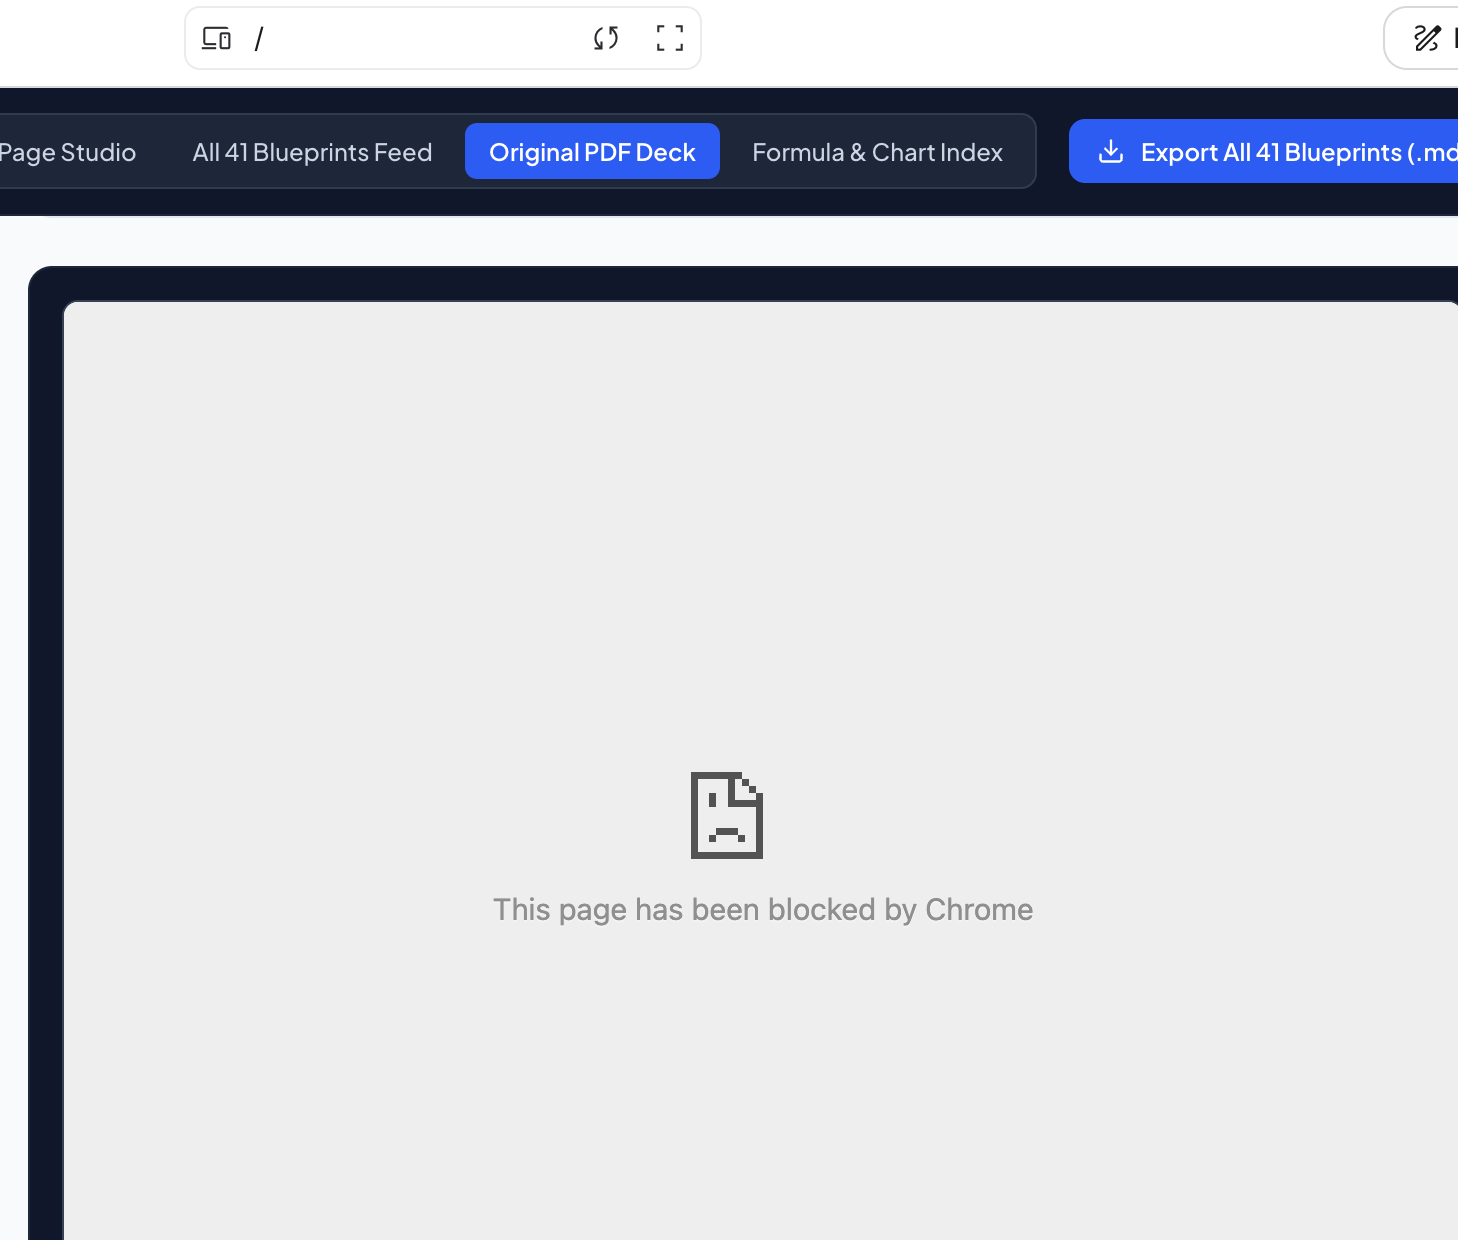 /
Page Studio
All 41 Blueprints Feed
Original PDF Deck
Formula & Chart Index
Export All 41 Blueprints (.md
This page has been blocked by Chrome